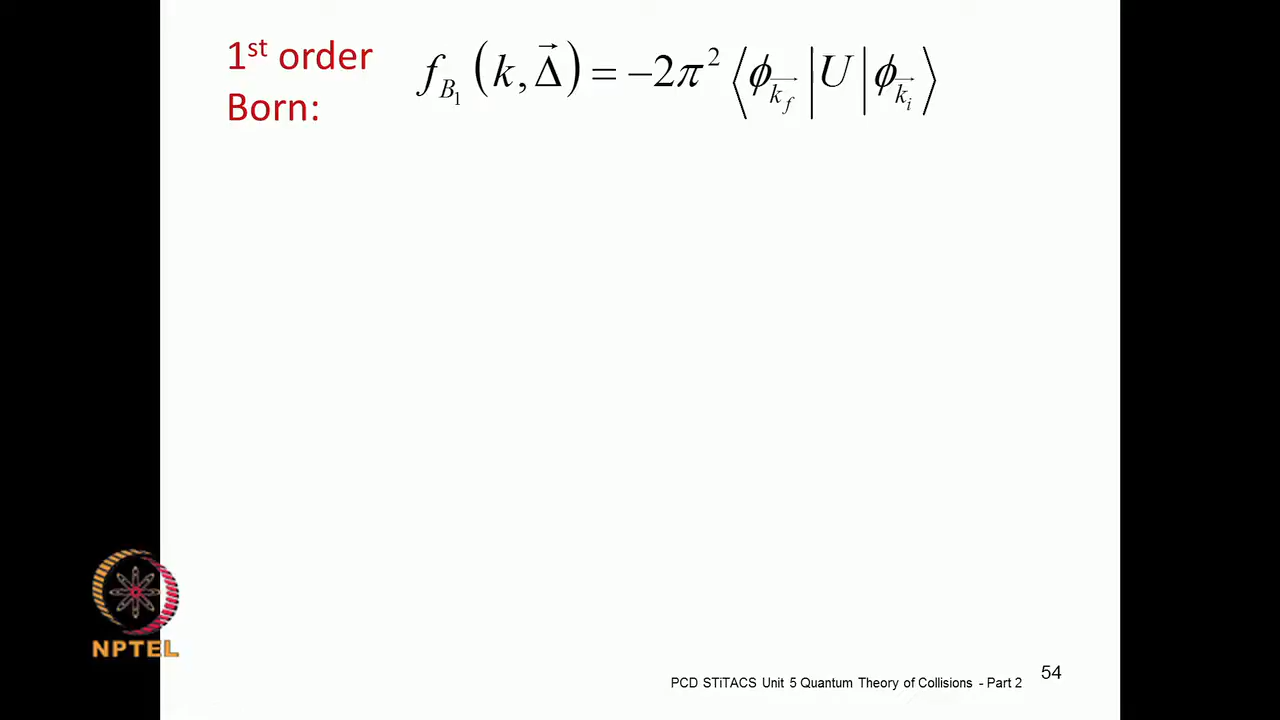 1st order
Born:
f_{B_1}(k, \vec{Δ}) = −2π² ⟨φ_{\vec{k_f}}|U|φ_{\vec{k_i}}⟩
NPTEL
PCD STiTACS Unit 5 Quantum Theory of Collisions - Part 2
54